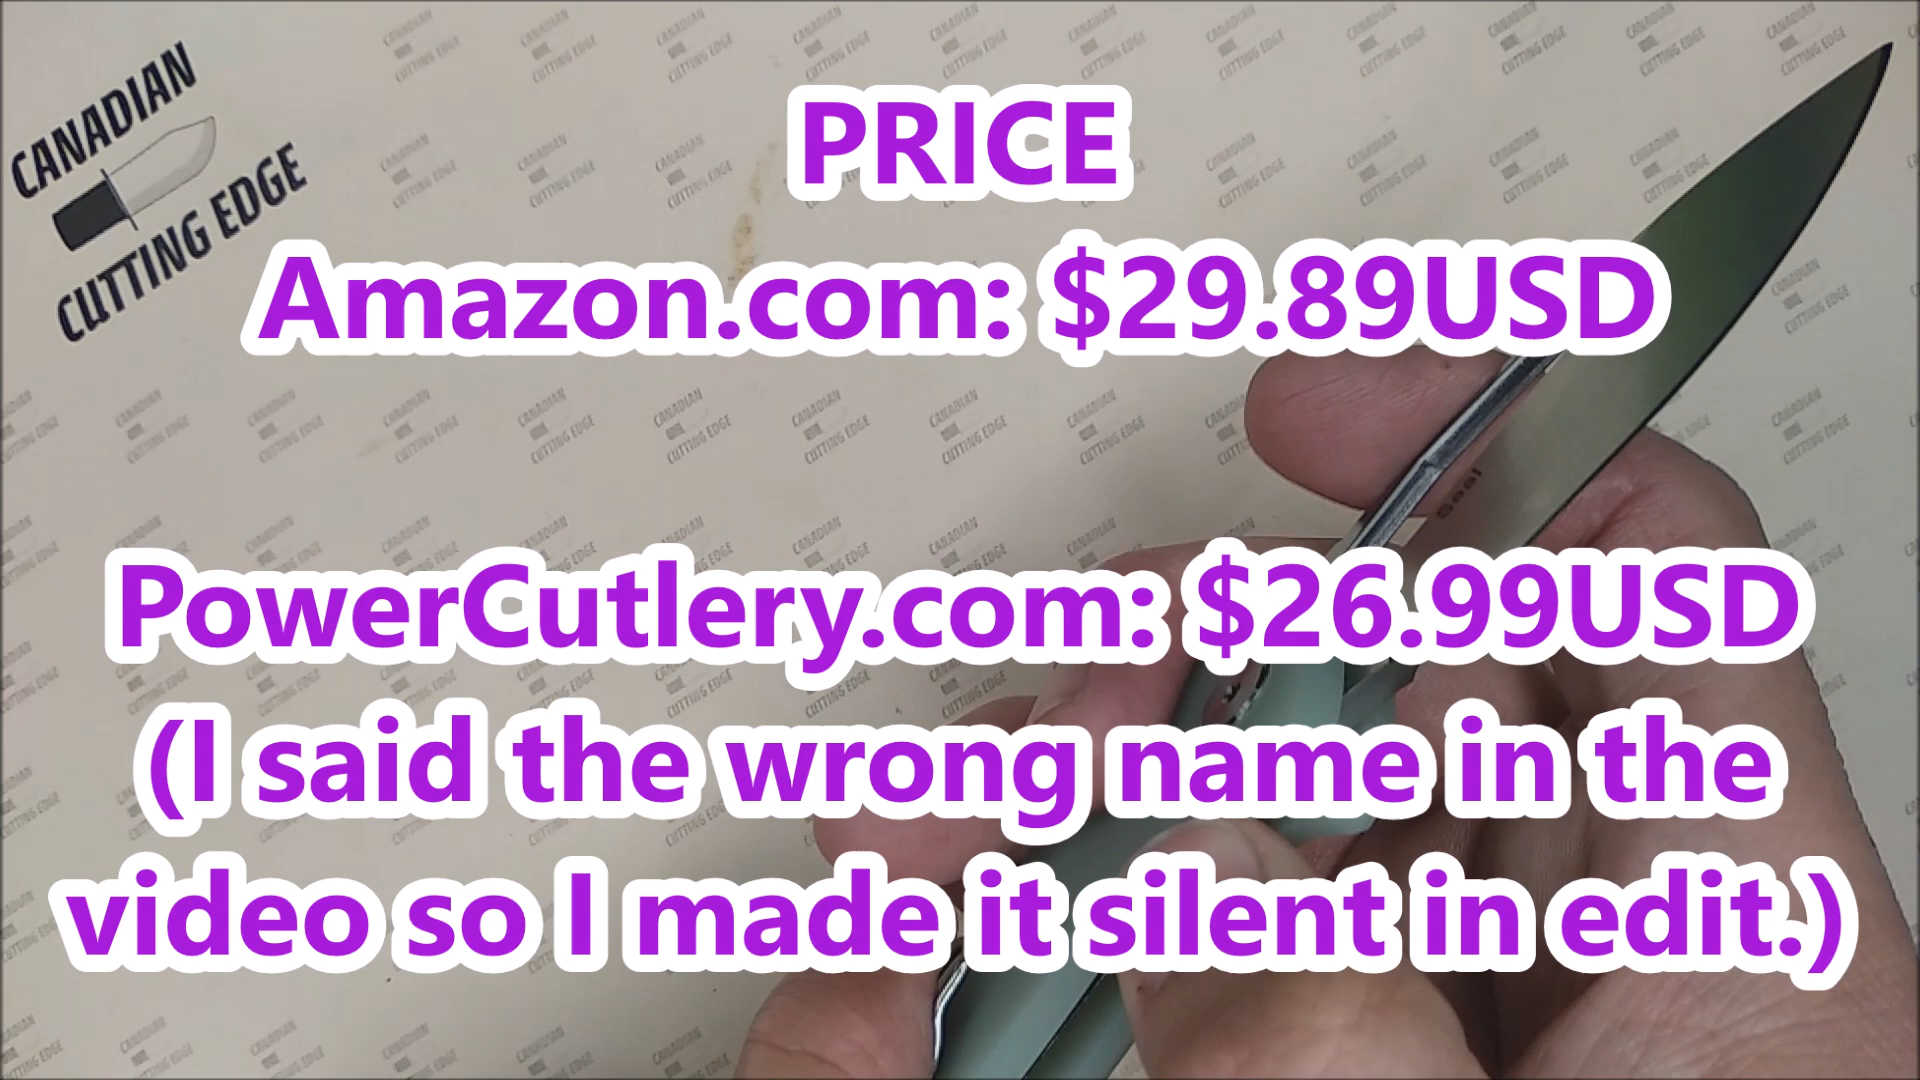 CANADIAN
CUTTING EDGE
PRICE
Amazon.com: $29.89USD
PowerCutlery.com: $26.99USD
(I said the wrong name in the
video so I made it silent in edit.)
Seal